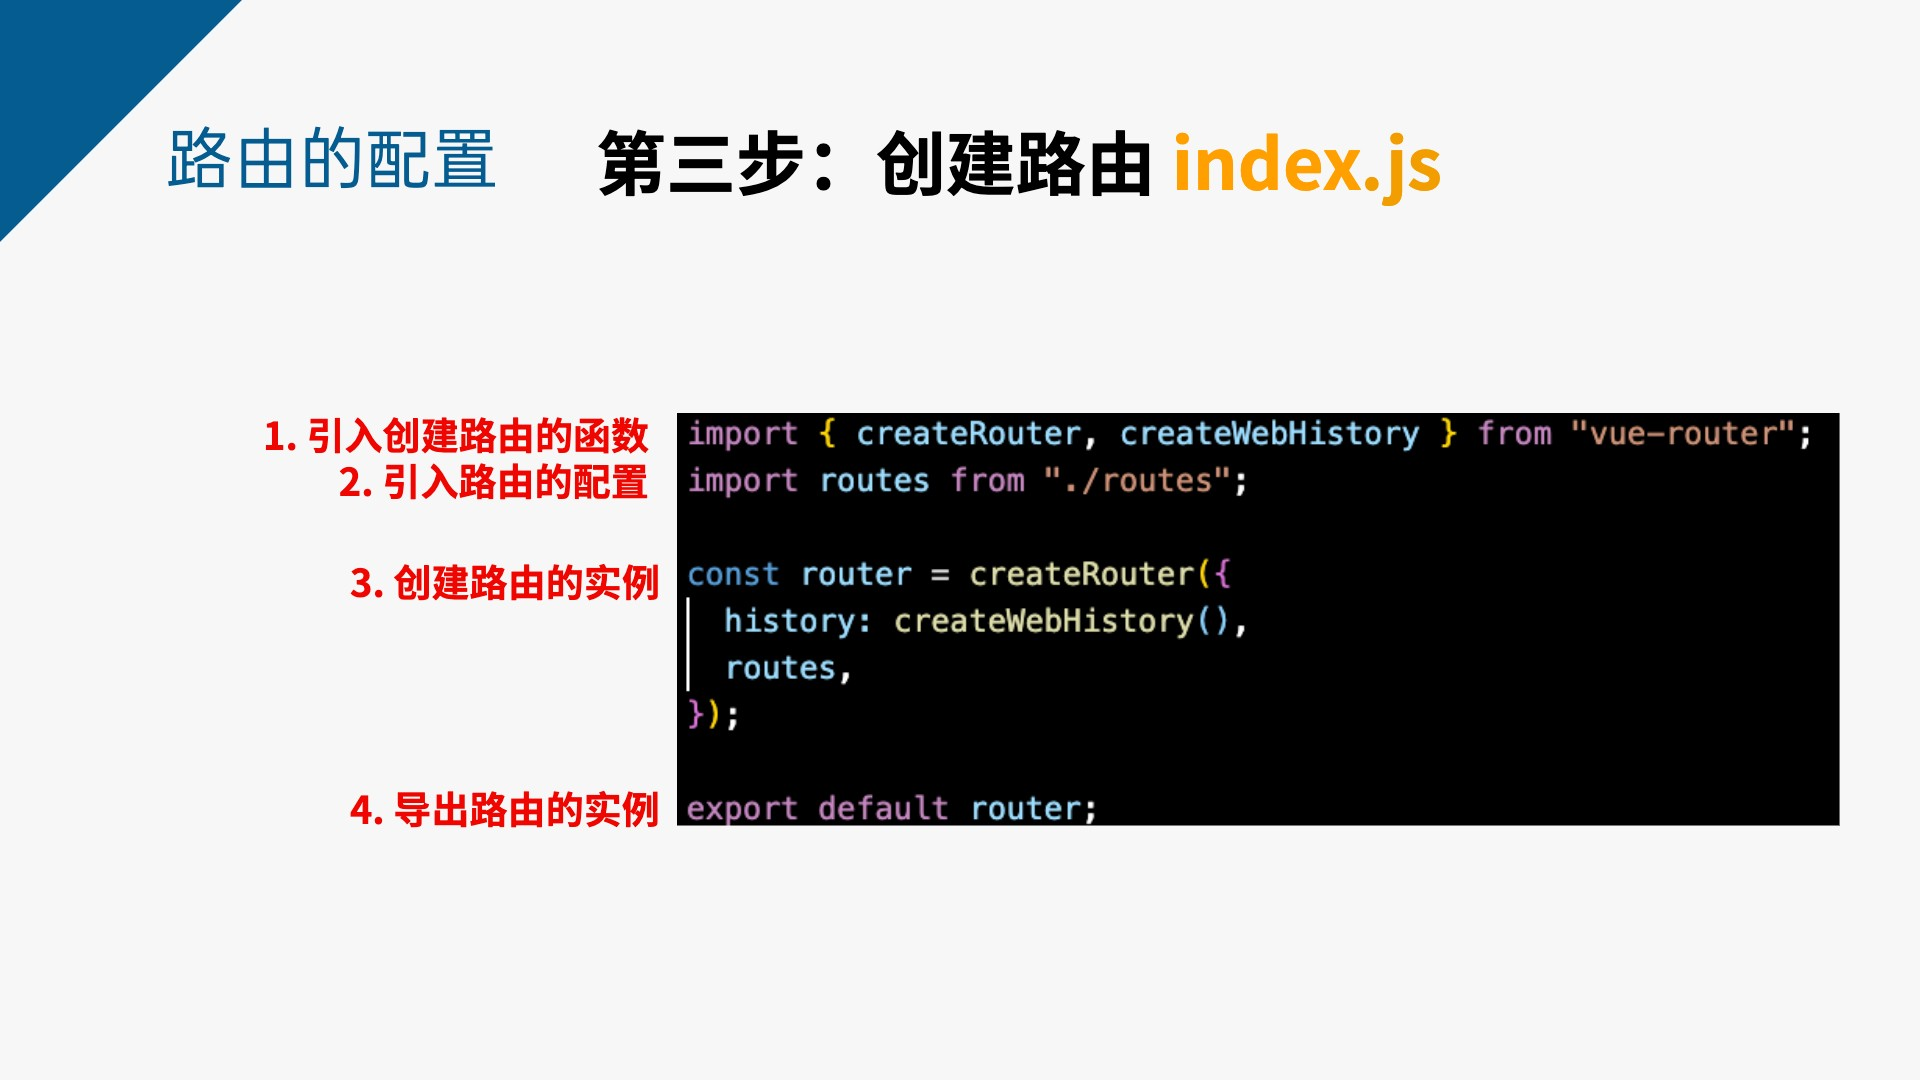 路由的配置
第三步：创建路由 index.js
1. 引入创建路由的函数
2. 引入路由的配置
3. 创建路由的实例
4. 导出路由的实例
import { createRouter, createWebHistory } from "vue-router";
import routes from "./routes";
const router = createRouter({
history: createWebHistory(),
routes,
});
export default router;